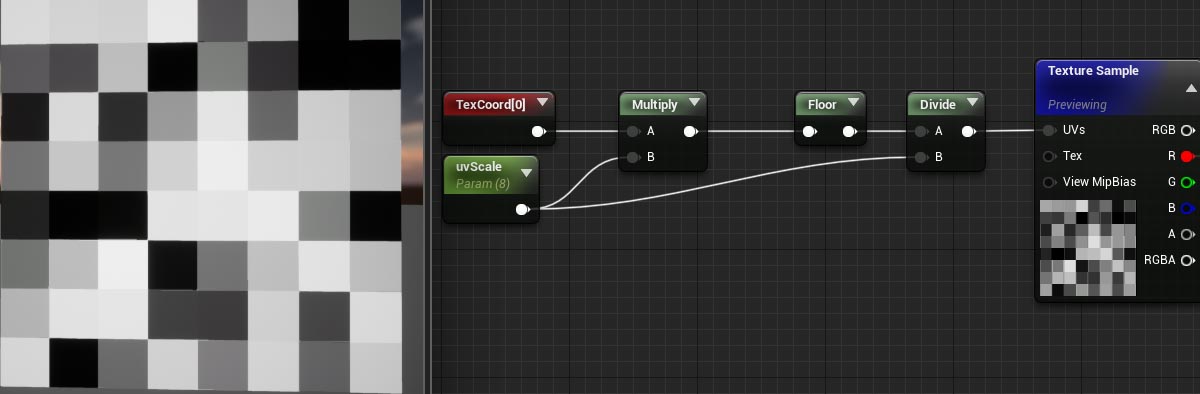 TexCoord[0]
uvScale
Param (8)
Multiply
A
B
Floor
Divide
A
B
Texture Sample
Previewing
UVs
RGB
Tex
R
View MipBias
G
B
A
RGBA